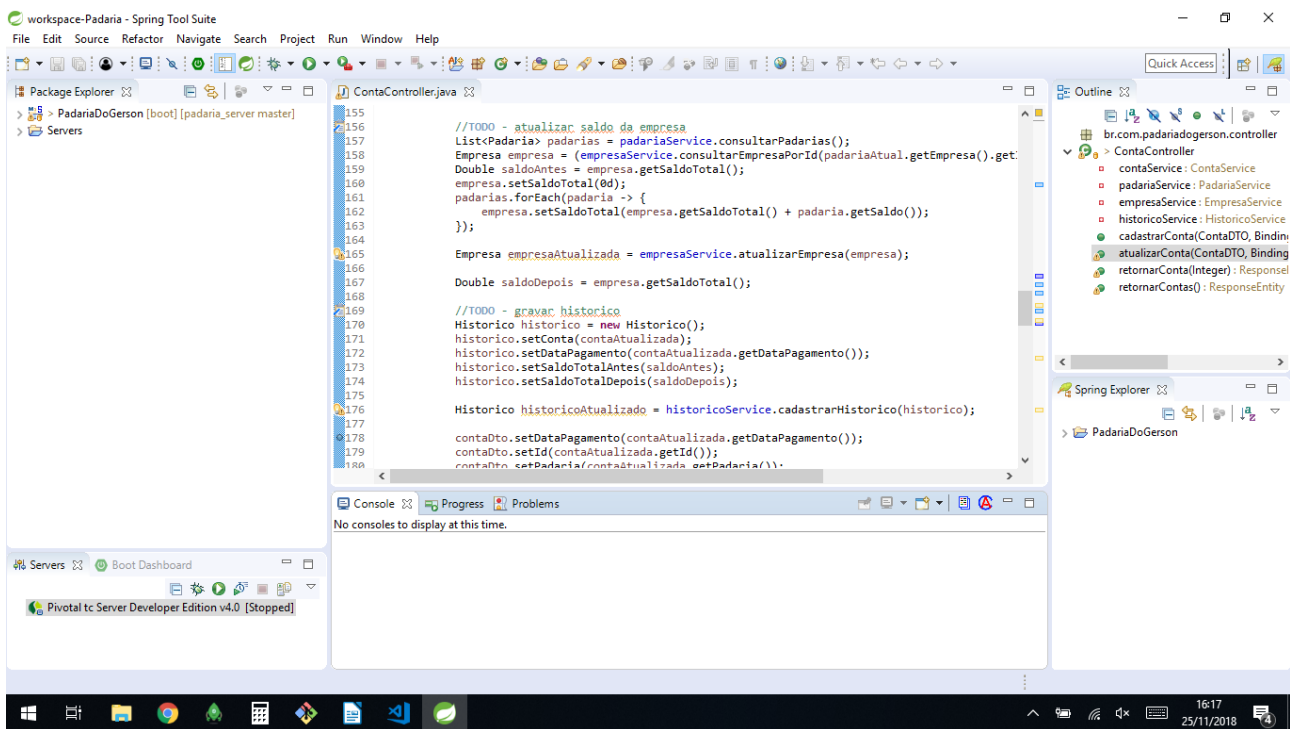 workspace-Padaria - Spring Tool Suite
File Edit Source Refactor Navigate Search Project Run Window Help
Quick Access
Package Explorer
> PadariaDoGerson [boot] [padaria_server master]
Servers
ContaController.java
155
156 //TODO - atualizar saldo da empresa
157 List<Padaria> padarias = padariaService.consultarPadarias();
158 Empresa empresa = (empresaService.consultarEmpresaPorId(padariaAtual.getEmpresa().get
159 Double saldoAntes = empresa.getSaldoTotal();
160 empresa.setSaldoTotal(0d);
161 padarias.forEach(padaria -> {
162 empresa.setSaldoTotal(empresa.getSaldoTotal() + padaria.getSaldo());
163 });
164
165 Empresa empresaAtualizada = empresaService.atualizarEmpresa(empresa);
166
167 Double saldoDepois = empresa.getSaldoTotal();
168
169 //TODO - gravar historico
170 Historico historico = new Historico();
171 historico.setConta(contaAtualizada);
172 historico.setDataPagamento(contaAtualizada.getDataPagamento());
173 historico.setSaldoTotalAntes(saldoAntes);
174 historico.setSaldoTotalDepois(saldoDepois);
175
176 Historico historicoAtualizado = historicoService.cadastrarHistorico(historico);
177
178 contaDto.setDataPagamento(contaAtualizada.getDataPagamento());
179 contaDto.setId(contaAtualizada.getId());
180 contaDto.setPadaria(contaAtualizada.getPadaria());
Outline
br.com.padariadogerson.controller
> ContaController
contaService : ContaService
padariaService : PadariaService
empresaService : EmpresaService
historicoService : HistoricoService
cadastrarConta(ContaDTO, Bindin
atualizarConta(ContaDTO, Binding
retornarConta(Integer) : Response
retornarContas() : ResponseEntity
Spring Explorer
PadariaDoGerson
Console Progress Problems
No consoles to display at this time.
Servers Boot Dashboard
Pivotal tc Server Developer Edition v4.0 [Stopped]
16:17
25/11/2018
4